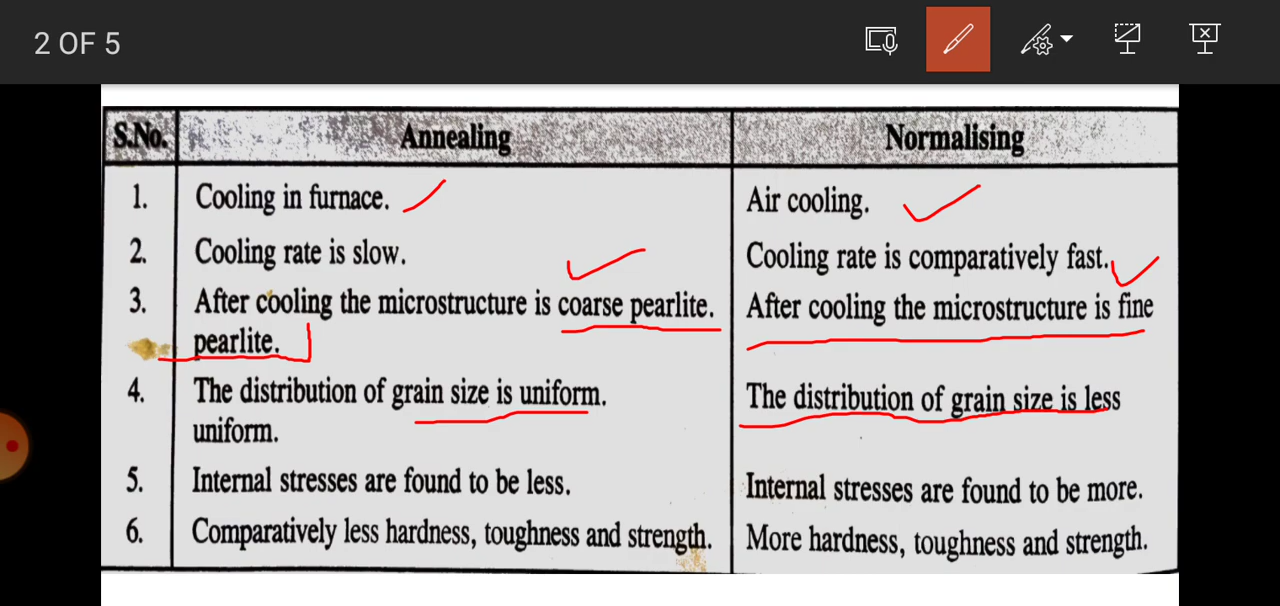 2 OF 5
S.No. Annealing Normalising
1. Cooling in furnace. Air cooling.
2. Cooling rate is slow. Cooling rate is comparatively fast.
3. After cooling the microstructure is coarse pearlite. After cooling the microstructure is fine
pearlite.
4. The distribution of grain size is uniform. The distribution of grain size is less
uniform.
5. Internal stresses are found to be less. Internal stresses are found to be more.
6. Comparatively less hardness, toughness and strength. More hardness, toughness and strength.